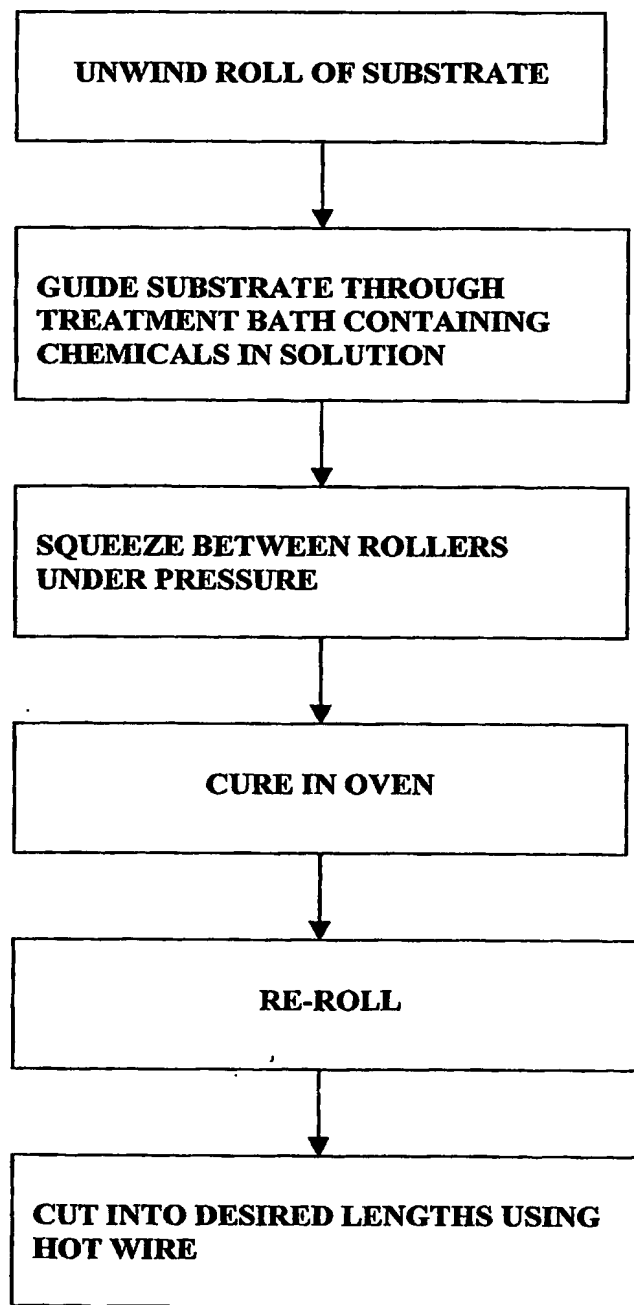 UNWIND ROLL OF SUBSTRATE
GUIDE SUBSTRATE THROUGH
TREATMENT BATH CONTAINING
CHEMICALS IN SOLUTION
SQUEEZE BETWEEN ROLLERS
UNDER PRESSURE
CURE IN OVEN
RE-ROLL
CUT INTO DESIRED LENGTHS USING
HOT WIRE